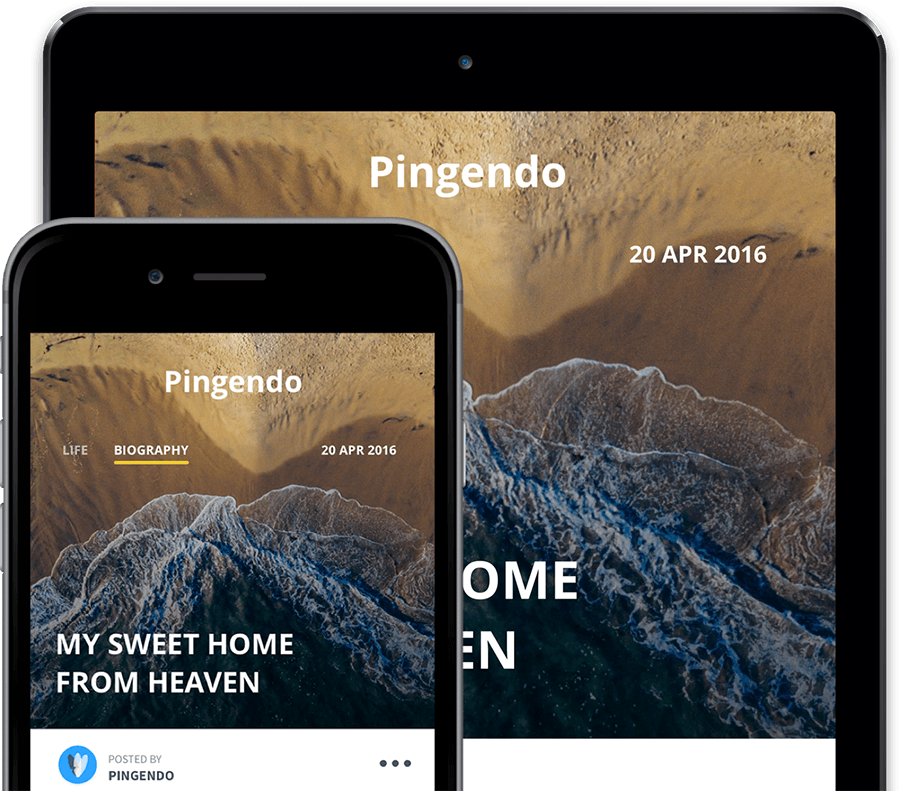 Pingendo
20 APR 2016
OME
EN
Pingendo
LIFE
BIOGRAPHY
20 APR 2016
MY SWEET HOME
FROM HEAVEN
POSTED BY
PINGENDO